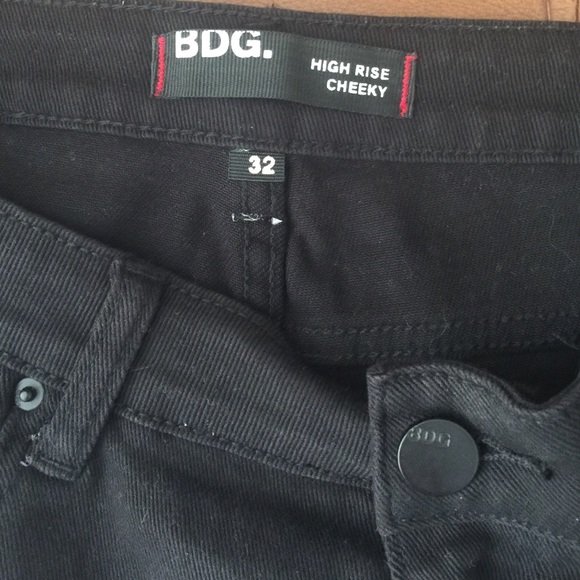 BDG.
HIGH RISE
CHEEKY
32
BDG